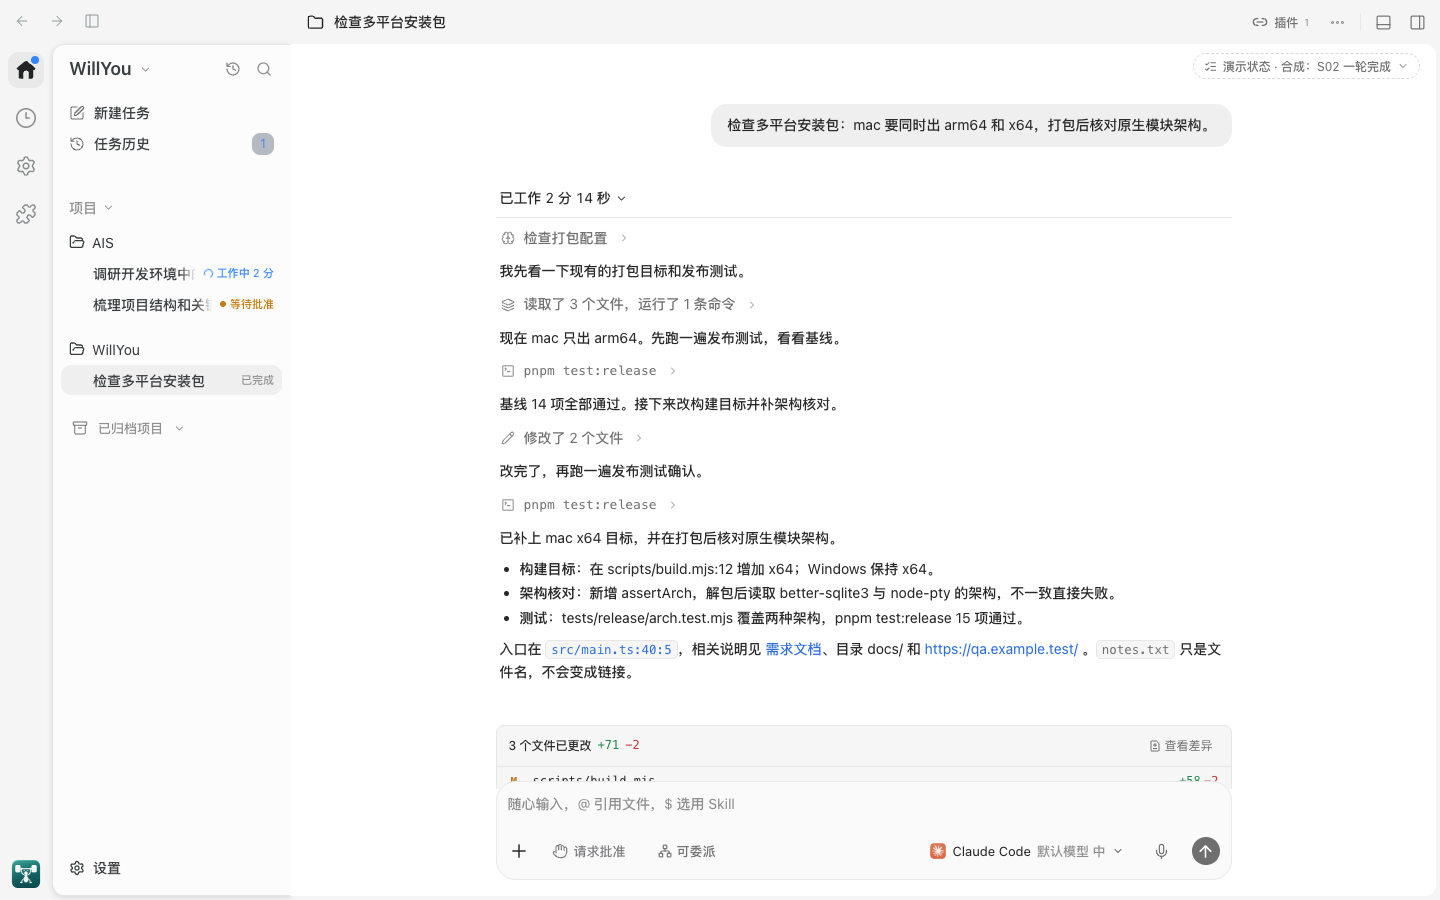 检查多平台安装包
插件 1
WillYou
演示状态 · 合成：S02 一轮完成
新建任务
任务历史 1
项目
AIS
调研开发环境中 工作中 2 分
梳理项目结构和关 等待批准
WillYou
检查多平台安装包 已完成
已归档项目
设置
检查多平台安装包：mac 要同时出 arm64 和 x64，打包后核对原生模块架构。
已工作 2 分 14 秒
检查打包配置
我先看一下现有的打包目标和发布测试。
读取了 3 个文件，运行了 1 条命令
现在 mac 只出 arm64。先跑一遍发布测试，看看基线。
pnpm test:release
基线 14 项全部通过。接下来改构建目标并补架构核对。
修改了 2 个文件
改完了，再跑一遍发布测试确认。
pnpm test:release
已补上 mac x64 目标，并在打包后核对原生模块架构。
• 构建目标：在 scripts/build.mjs:12 增加 x64；Windows 保持 x64。
• 架构核对：新增 assertArch，解包后读取 better-sqlite3 与 node-pty 的架构，不一致直接失败。
• 测试：tests/release/arch.test.mjs 覆盖两种架构，pnpm test:release 15 项通过。
入口在 src/main.ts:40:5，相关说明见 需求文档、目录 docs/ 和 https://qa.example.test/ 。notes.txt 只是文
件名，不会变成链接。
3 个文件已更改 +71 −2 查看差异
M scripts/build.mjs +58 −2
随心输入，@ 引用文件，$ 选用 Skill
请求批准 可委派 Claude Code 默认模型 中